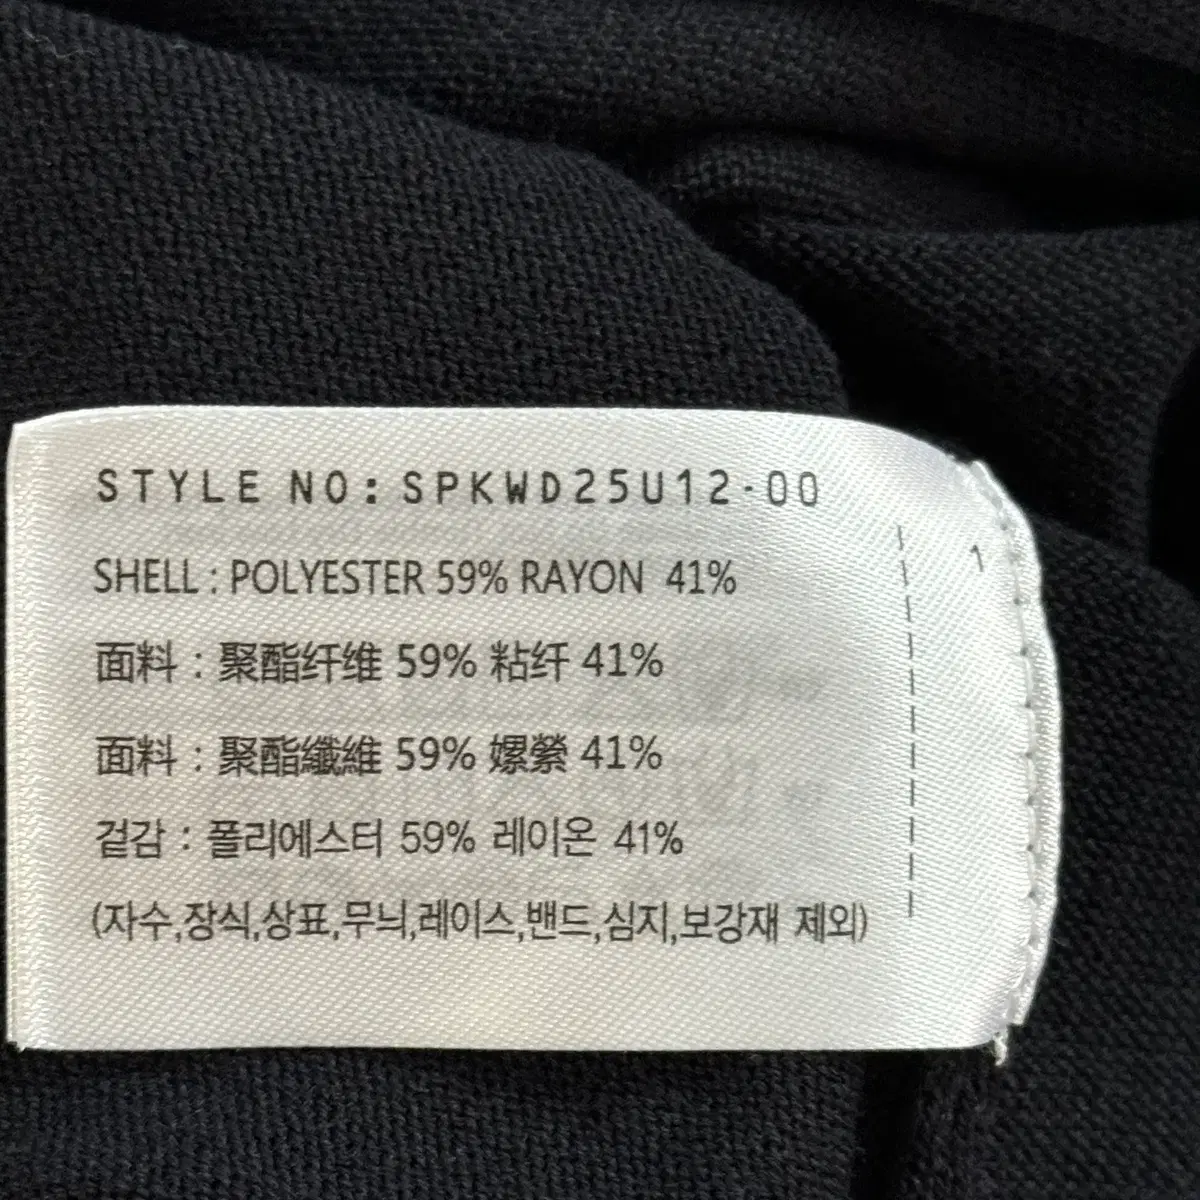 STYLE NO: SPKWD25U12-00
1
SHELL : POLYESTER 59% RAYON 41%
面料 : 聚酯纤维 59% 粘纤 41%
面料 : 聚酯纖維 59% 嫘縈 41%
겉감 : 폴리에스터 59% 레이온 41%
(자수,장식,상표,무늬,레이스,밴드,심지,보강재 제외)